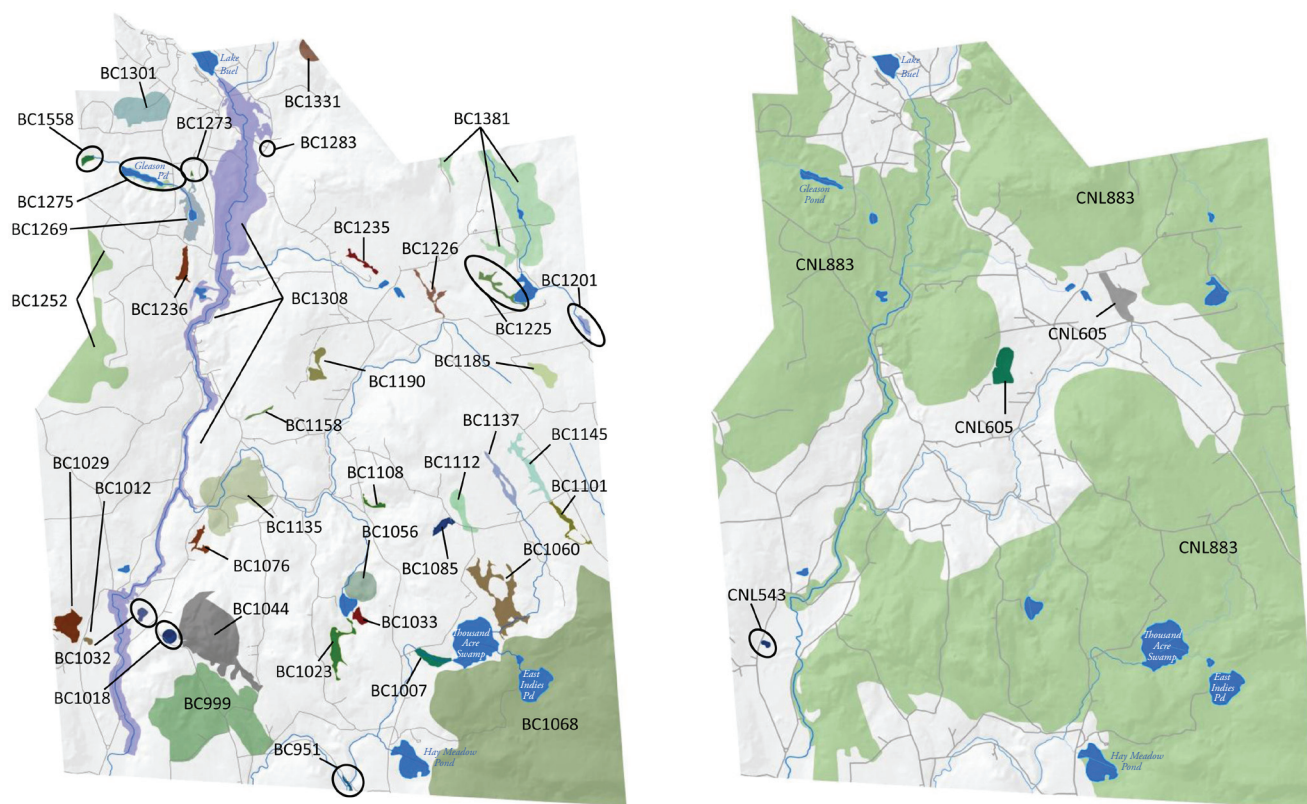 Lake
Buel
BC1301
BC1331
BC1558
BC1273
BC1283
BC1381
Gleason
Pd
BC1275
BC1269
BC1235
BC1226
BC1201
BC1252
BC1236
BC1308
BC1225
BC1185
BC1190
BC1158
BC1137
BC1145
BC1029
BC1012
BC1108
BC1112
BC1101
BC1135
BC1056
BC1076
BC1085
BC1060
BC1044
BC1033
Thousand
Acre
Swamp
BC1032
BC1023
BC1007
East
Indies
Pd
BC1018
BC999
BC1068
BC951
Hay Meadow
Pond
Lake
Buel
Gleason
Pond
CNL883
CNL883
CNL605
CNL605
CNL883
CNL543
Thousand
Acre
Swamp
East
Indies
Pd
Hay Meadow
Pond